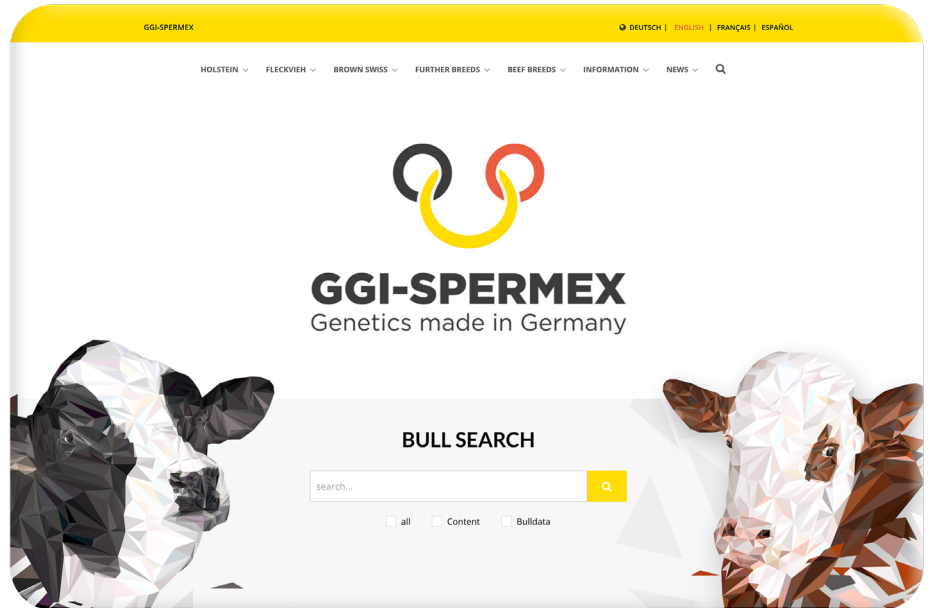 GGI-SPERMEX
DEUTSCH | ENGLISH | FRANÇAIS | ESPAÑOL
HOLSTEIN FLECKVIEH BROWN SWISS FURTHER BREEDS BEEF BREEDS INFORMATION NEWS
GGI-SPERMEX
Genetics made in Germany
BULL SEARCH
search...
all Content Bulldata